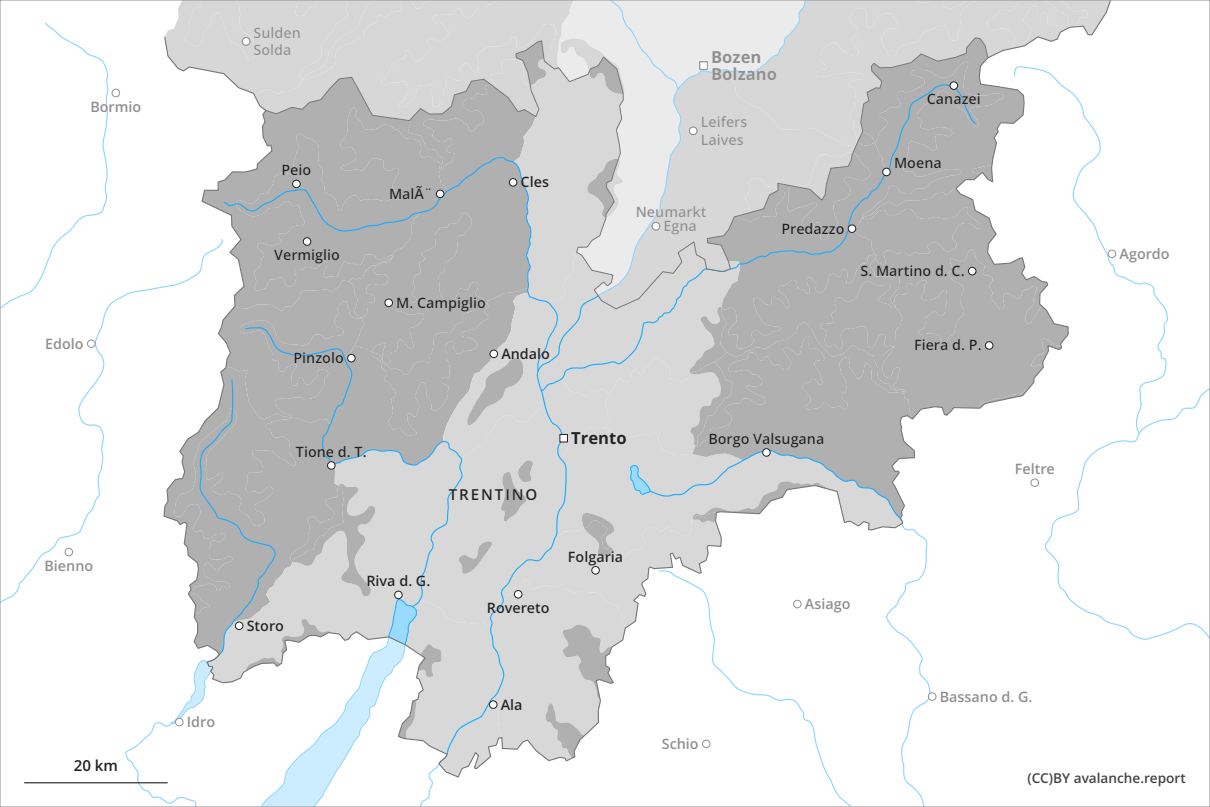 Sulden
Solda
Bozen
Bolzano
Bormio
Canazei
Leifers
Laives
Moena
Peio
MalÃ¨
Cles
Neumarkt
Egna
Predazzo
Vermiglio
Agordo
S. Martino d. C.
M. Campiglio
Edolo
Pinzolo
Andalo
Fiera d. P.
Trento
Borgo Valsugana
Tione d. T.
Feltre
TRENTINO
Bienno
Folgaria
Riva d. G.
Rovereto
Asiago
Storo
Bassano d. G.
Ala
Idro
Schio
20 km
(CC)BY avalanche.report